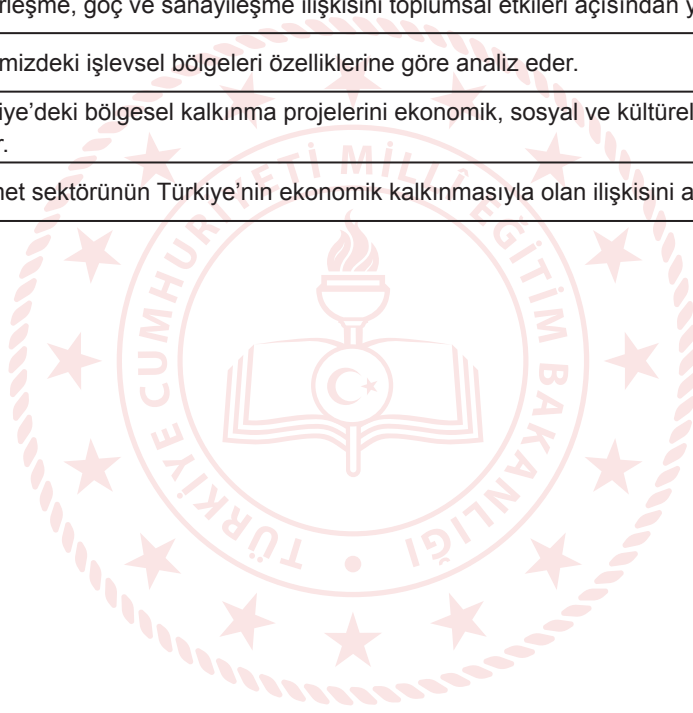 rleşme, göç ve sanayileşme ilişkisini toplumsal etkileri açısından y
mizdeki işlevsel bölgeleri özelliklerine göre analiz eder.
iye’deki bölgesel kalkınma projelerini ekonomik, sosyal ve kültürel
r.
net sektörünün Türkiye’nin ekonomik kalkınmasıyla olan ilişkisini a
TÜRKİYE CUMHURİYETİ MİLLÎ EĞİTİM BAKANLIĞI